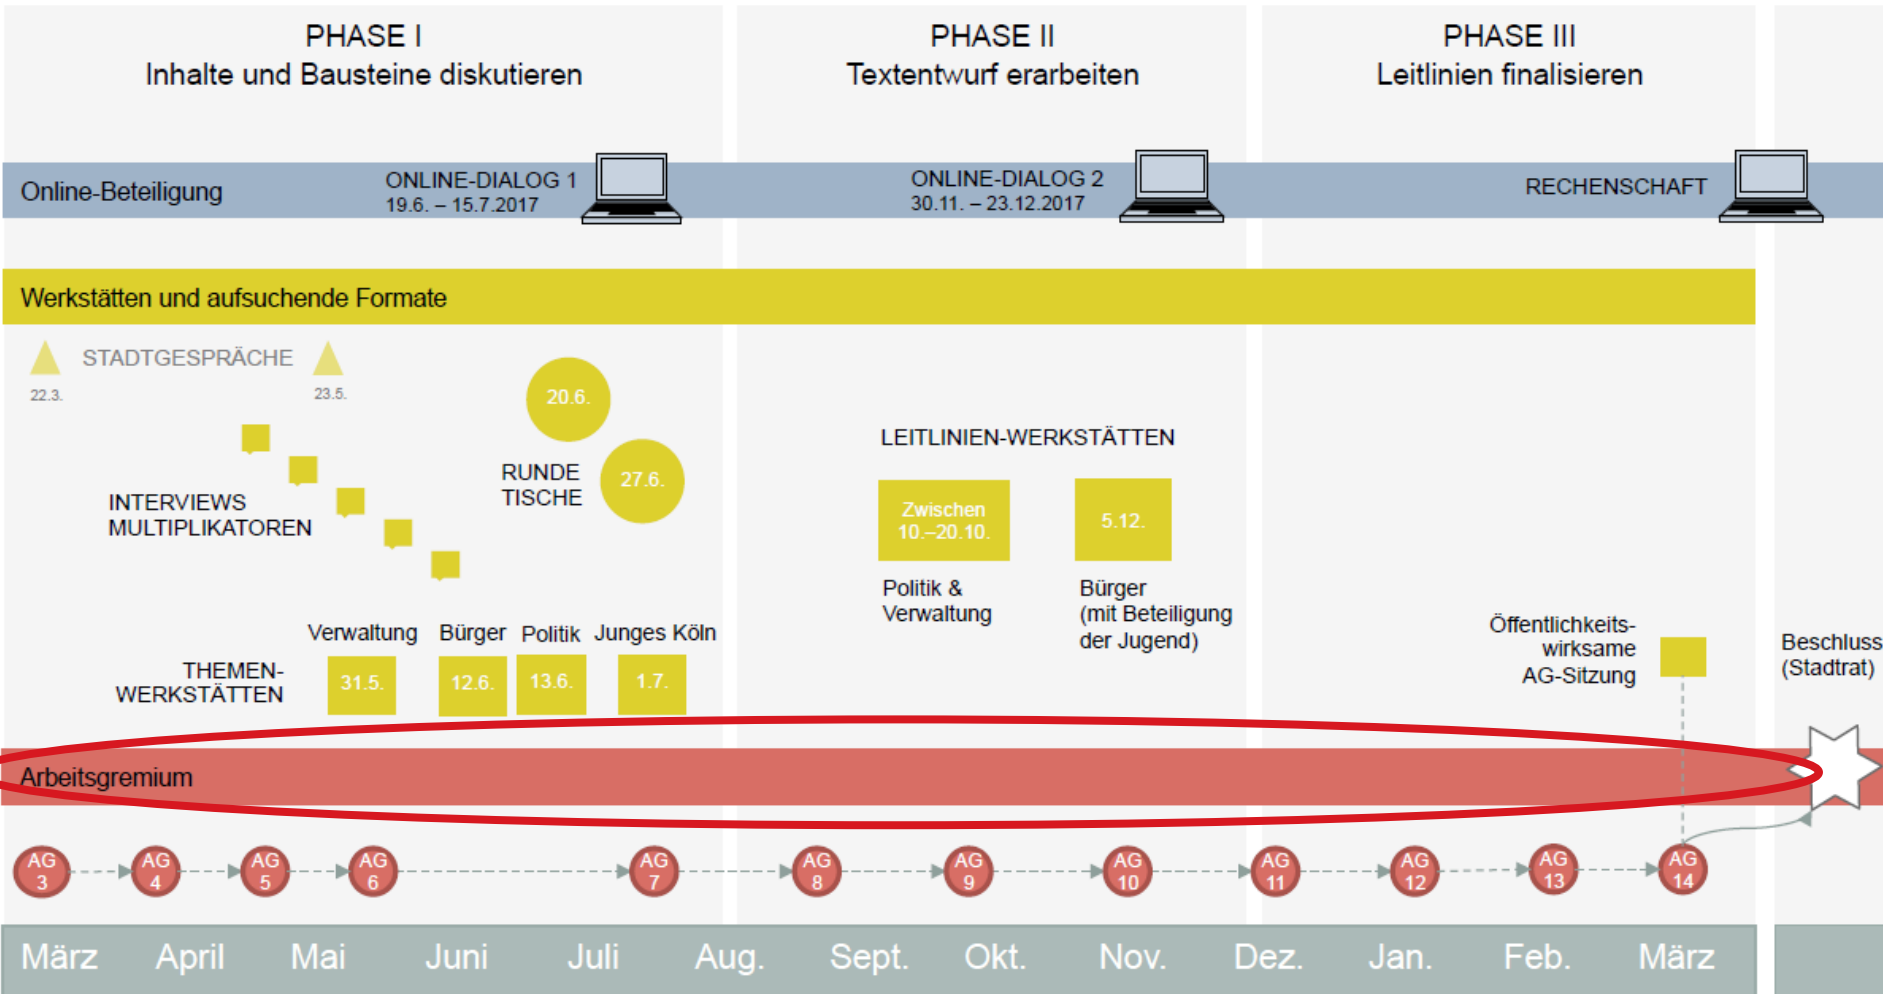 PHASE I
Inhalte und Bausteine diskutieren
PHASE II
Textentwurf erarbeiten
PHASE III
Leitlinien finalisieren
Online-Beteiligung
ONLINE-DIALOG 1
19.6. – 15.7.2017
ONLINE-DIALOG 2
30.11. – 23.12.2017
RECHENSCHAFT
Werkstätten und aufsuchende Formate
STADTGESPRÄCHE
22.3.
23.5.
INTERVIEWS
MULTIPLIKATOREN
20.6.
RUNDE
TISCHE
27.6.
THEMEN-
WERKSTÄTTEN
Verwaltung
31.5.
Bürger
12.6.
Politik
13.6.
Junges Köln
1.7.
LEITLINIEN-WERKSTÄTTEN
Zwischen
10.–20.10.
Politik &
Verwaltung
5.12.
Bürger
(mit Beteiligung
der Jugend)
Öffentlichkeits-
wirksame
AG-Sitzung
Beschluss
(Stadtrat)
Arbeitsgremium
AG
3
AG
4
AG
5
AG
6
AG
7
AG
8
AG
9
AG
10
AG
11
AG
12
AG
13
AG
14
März April Mai Juni Juli Aug. Sept. Okt. Nov. Dez. Jan. Feb. März